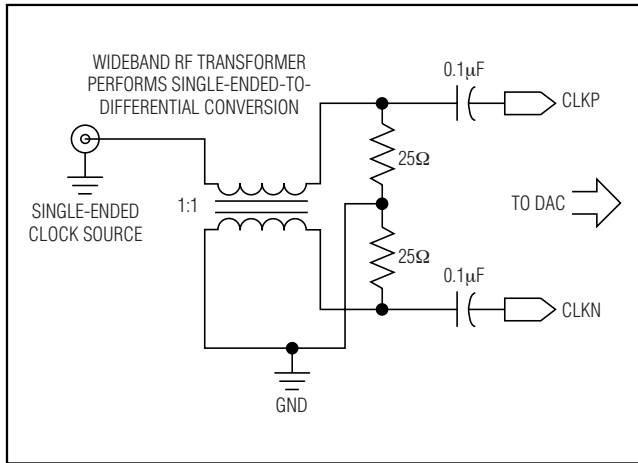 WIDEBAND RF TRANSFORMER
PERFORMS SINGLE-ENDED-TO-
DIFFERENTIAL CONVERSION
0.1μF
CLKP
25Ω
SINGLE-ENDED
CLOCK SOURCE
1:1
TO DAC
25Ω
0.1μF
CLKN
GND